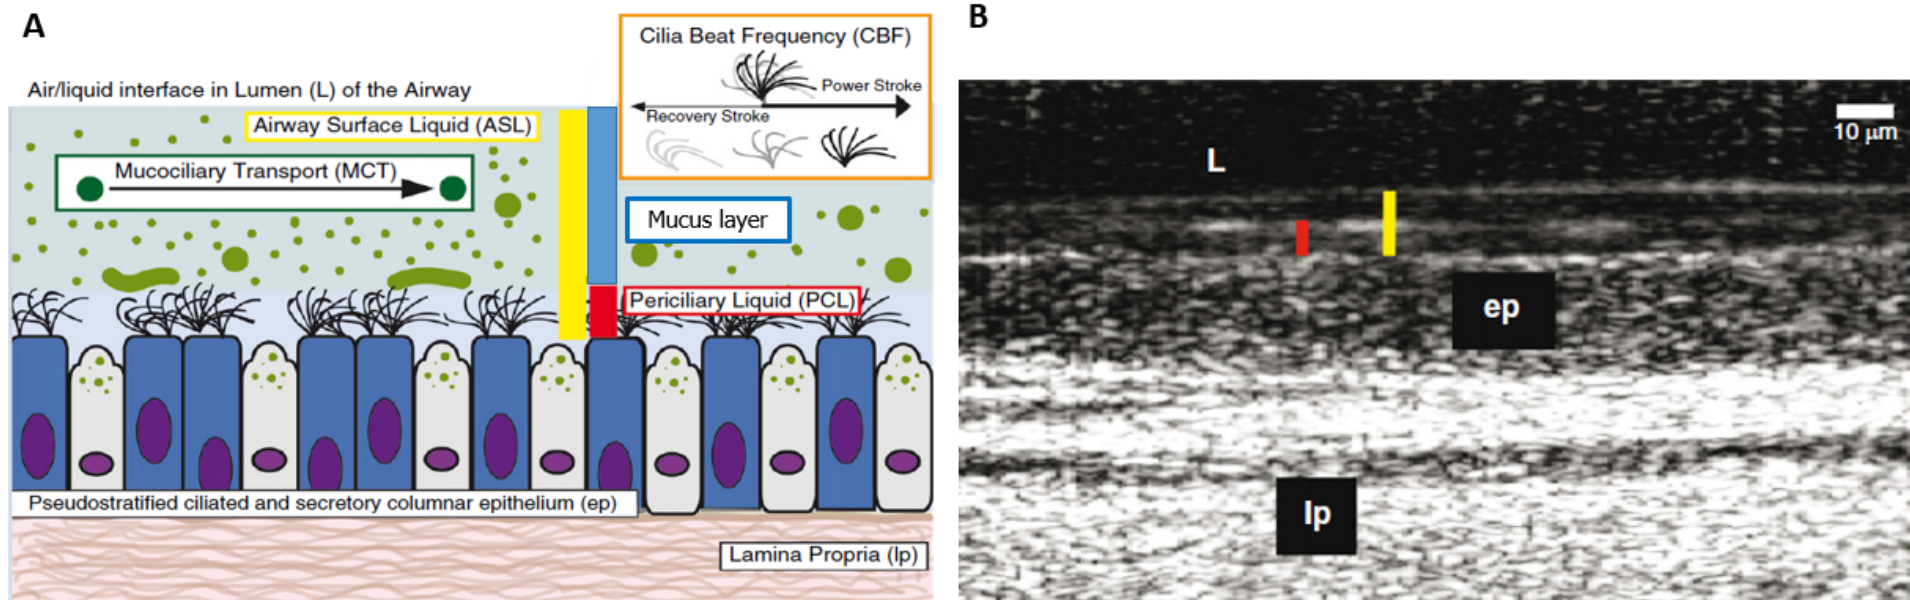 A
B
Cilia Beat Frequency (CBF)
Power Stroke
Recovery Stroke
Air/liquid interface in Lumen (L) of the Airway
Airway Surface Liquid (ASL)
Mucociliary Transport (MCT)
Mucus layer
Periciliary Liquid (PCL)
Pseudostratified ciliated and secretory columnar epithelium (ep)
Lamina Propria (lp)
10 μm
L
ep
lp